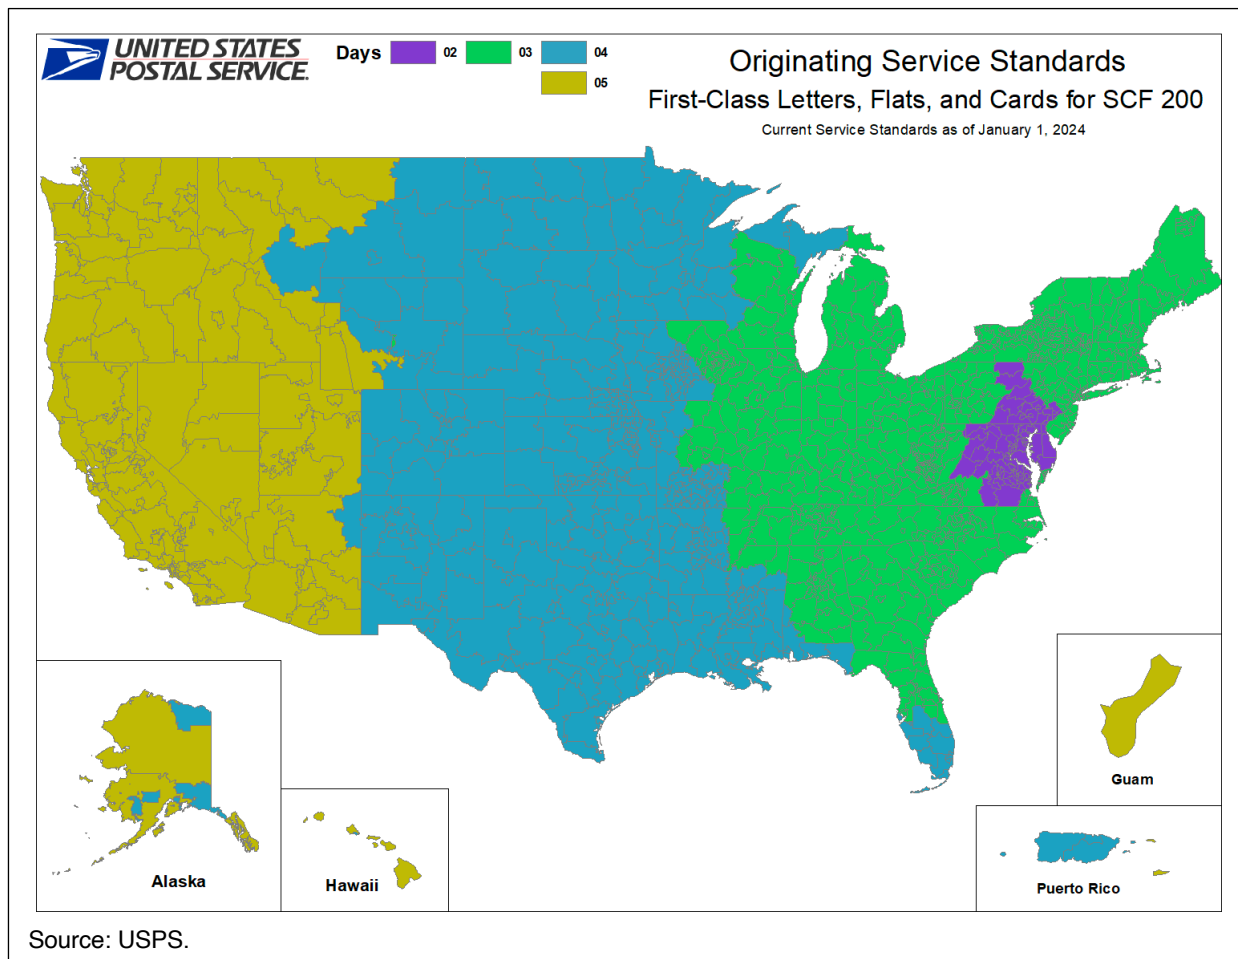 UNITED STATES
POSTAL SERVICE.
Days 02 03 04
05
Originating Service Standards
First-Class Letters, Flats, and Cards for SCF 200
Current Service Standards as of January 1, 2024
Guam
Alaska
Hawaii
Puerto Rico
Source: USPS.